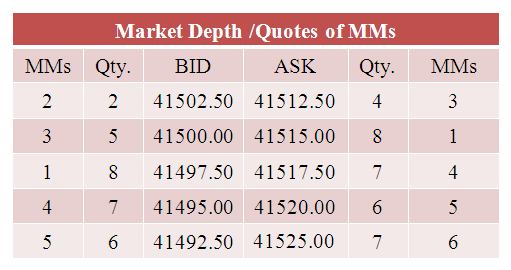 Market Depth /Quotes of MMs
MMs Qty. BID ASK Qty. MMs
2 2 41502.50 41512.50 4 3
3 5 41500.00 41515.00 8 1
1 8 41497.50 41517.50 7 4
4 7 41495.00 41520.00 6 5
5 6 41492.50 41525.00 7 6